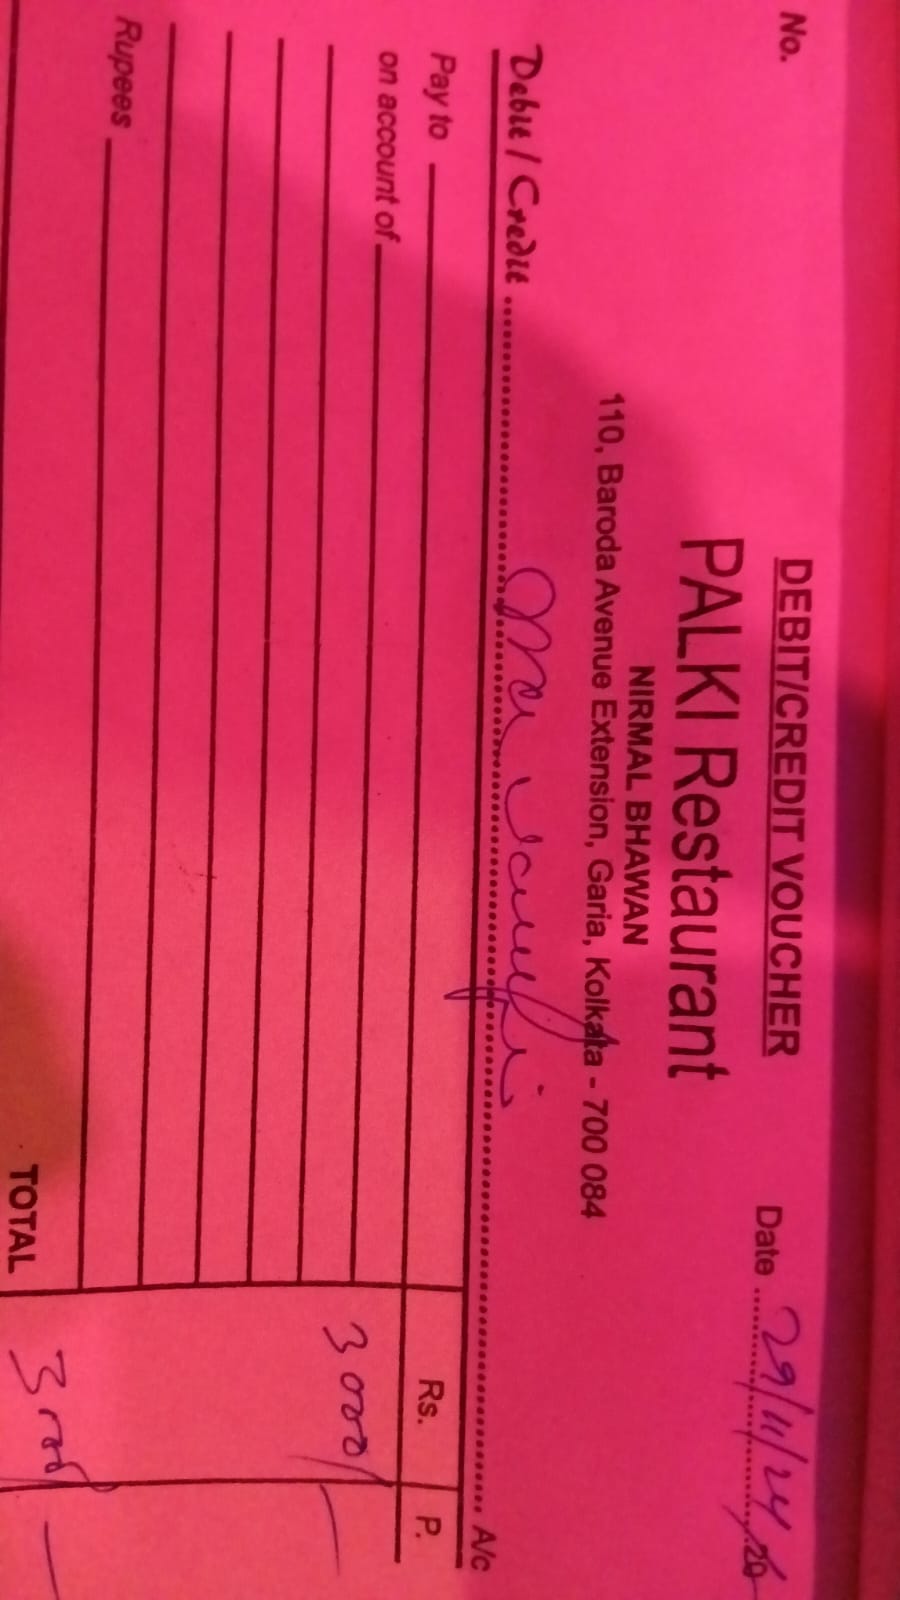 No.
DEBIT/CREDIT VOUCHER
Date 29/11/24 20
PALKI Restaurant
NIRMAL BHAWAN
110, Baroda Avenue Extension, Garia, Kolkata - 700 084
Debit / Credit ........ A/c
Pay to
Rs. P.
on account of
3000/-
Rupees
TOTAL 3000/-